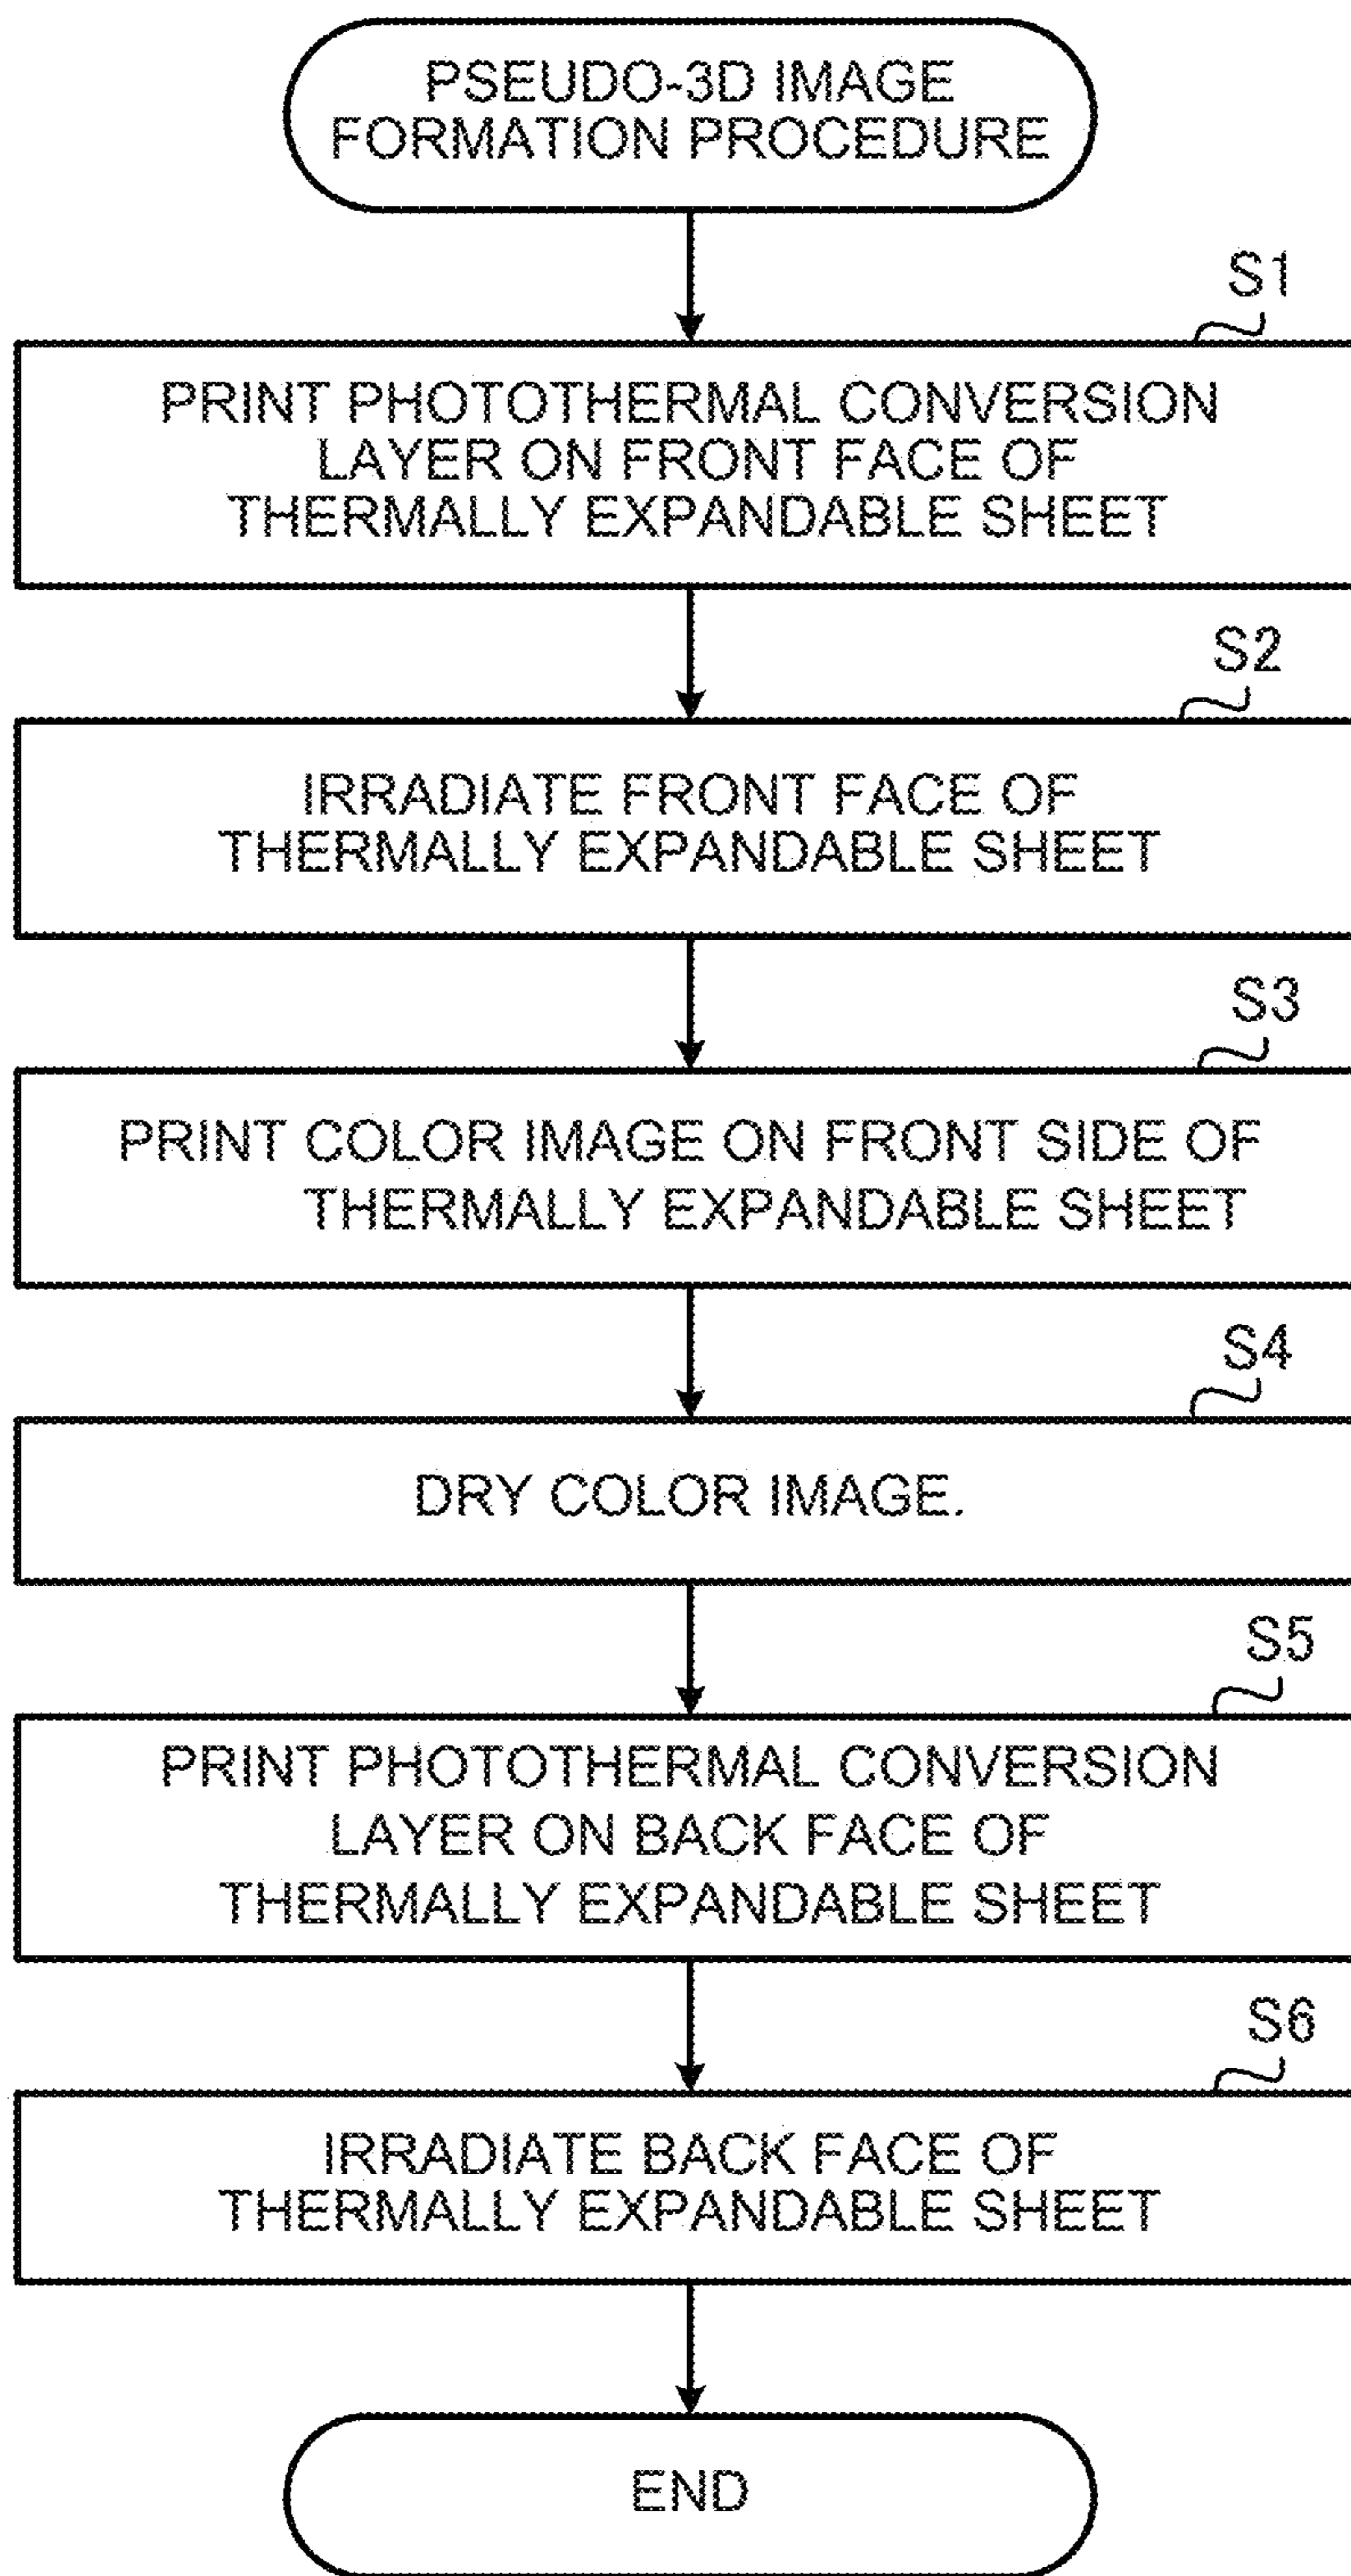 PSEUDO-3D IMAGE
FORMATION PROCEDURE
S1
PRINT PHOTOTHERMAL CONVERSION
LAYER ON FRONT FACE OF
THERMALLY EXPANDABLE SHEET
S2
IRRADIATE FRONT FACE OF
THERMALLY EXPANDABLE SHEET
S3
PRINT COLOR IMAGE ON FRONT SIDE OF
THERMALLY EXPANDABLE SHEET
S4
DRY COLOR IMAGE.
S5
PRINT PHOTOTHERMAL CONVERSION
LAYER ON BACK FACE OF
THERMALLY EXPANDABLE SHEET
S6
IRRADIATE BACK FACE OF
THERMALLY EXPANDABLE SHEET
END